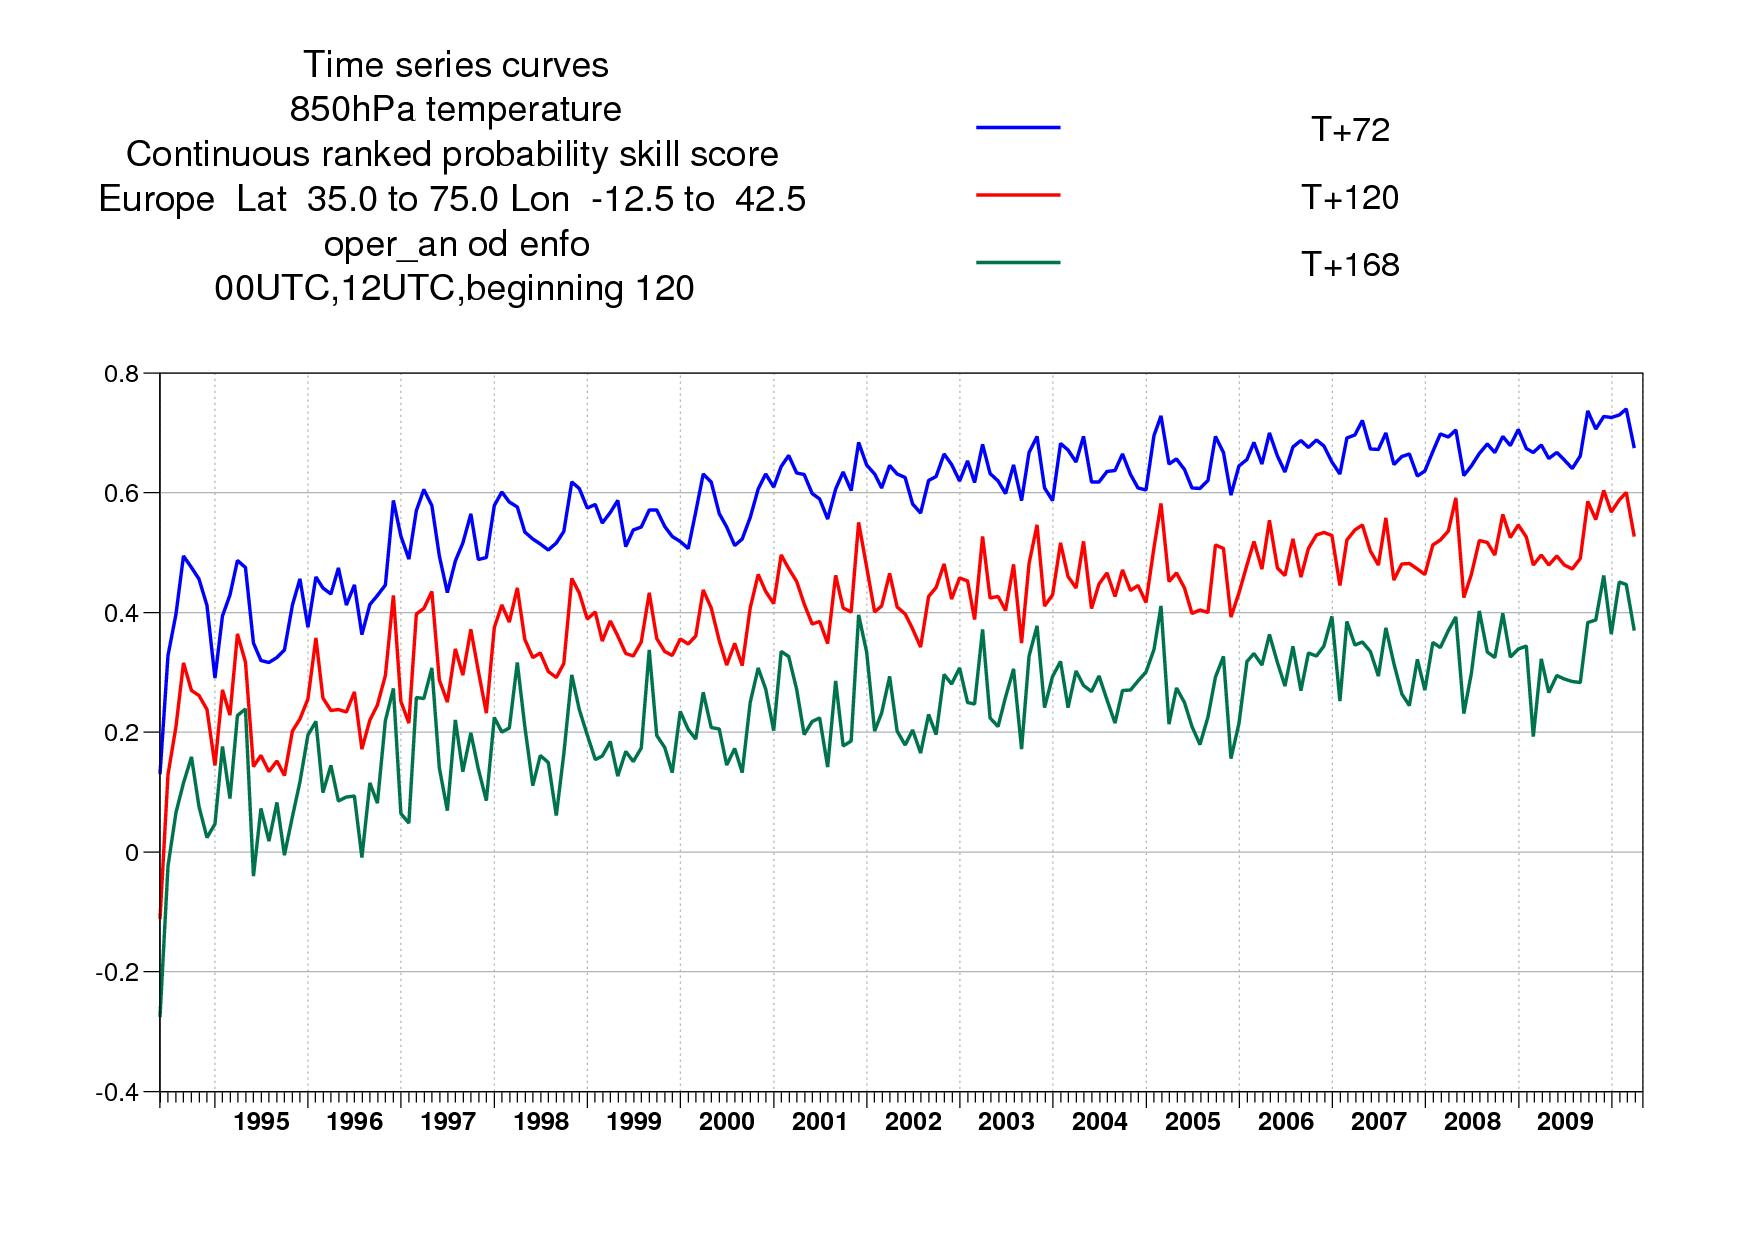 Time series curves
850hPa temperature
Continuous ranked probability skill score
Europe  Lat  35.0 to 75.0 Lon  -12.5 to  42.5
oper_an od enfo
00UTC,12UTC,beginning 120
T+72
T+120
T+168
0.8
0.6
0.4
0.2
0
-0.2
-0.4
1995 1996 1997 1998 1999 2000 2001 2002 2003 2004 2005 2006 2007 2008 2009